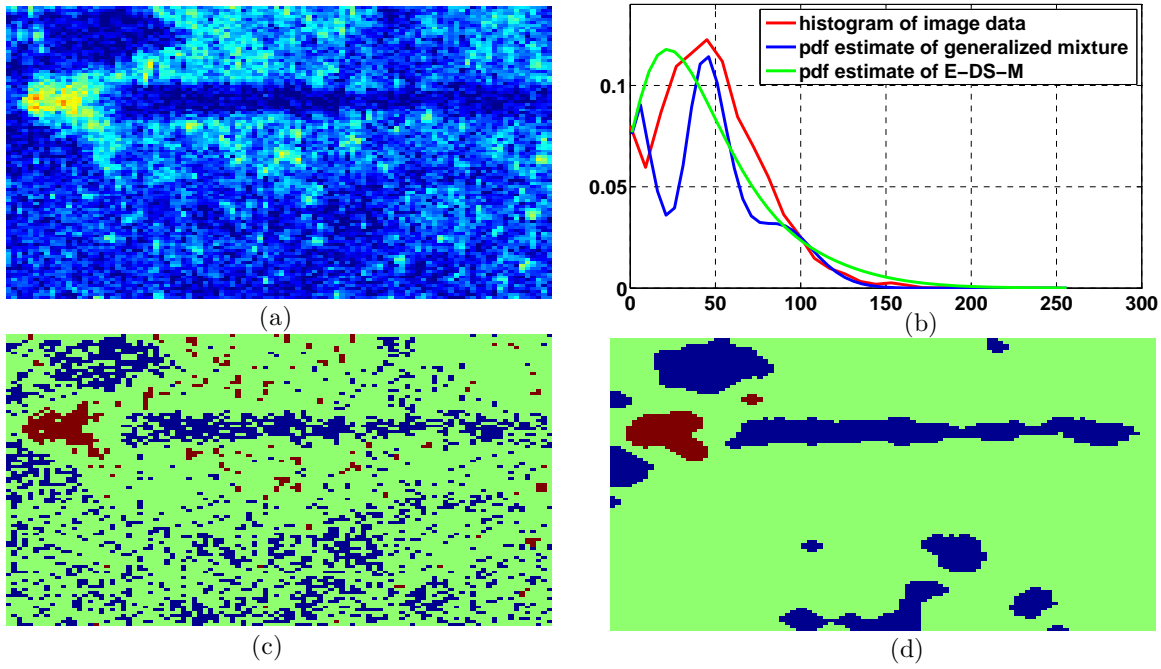 histogram of image data
pdf estimate of generalized mixture
pdf estimate of E−DS−M
0.1
0.05
0
0 50 100 150 200 250 300
(a)
(b)
(c)
(d)